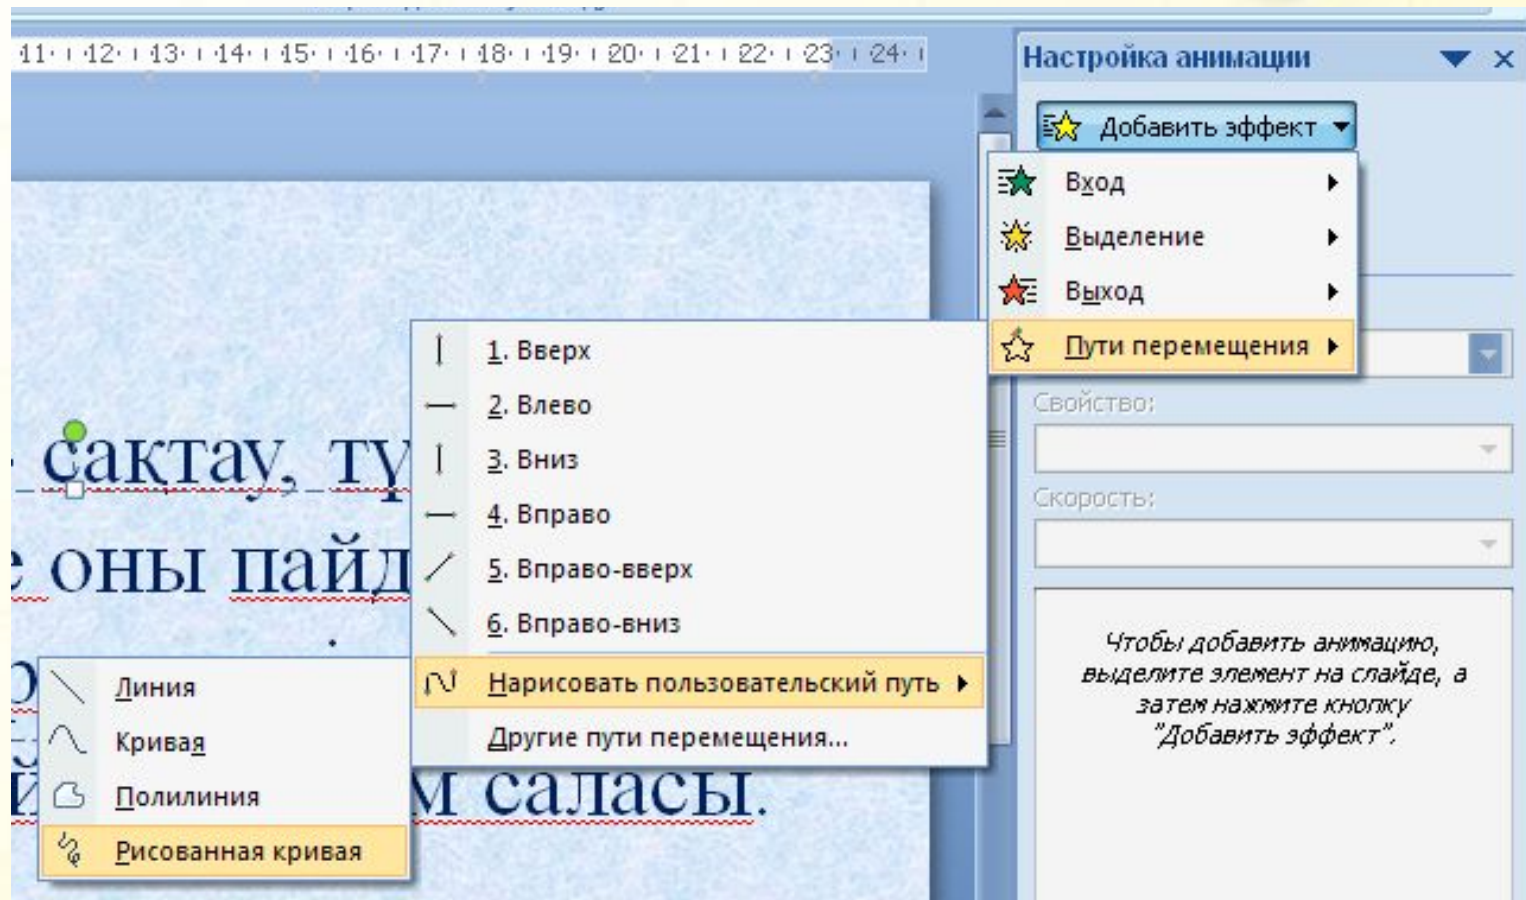 11 12 13 14 15 16 17 18 19 20 21 22 23 24
Настройка анимации
Добавить эффект
Вход
Выделение
Выход
Пути перемещения
1. Вверх
2. Влево
3. Вниз
4. Вправо
5. Вправо-вверх
6. Вправо-вниз
Нарисовать пользовательский путь
Другие пути перемещения...
Линия
Кривая
Полилиния
Рисованная кривая
Свойство:
Скорость:
Чтобы добавить анимацию,
выделите элемент на слайде, а
затем нажмите кнопку
"Добавить эффект".
сақтау,
оны
саласы.